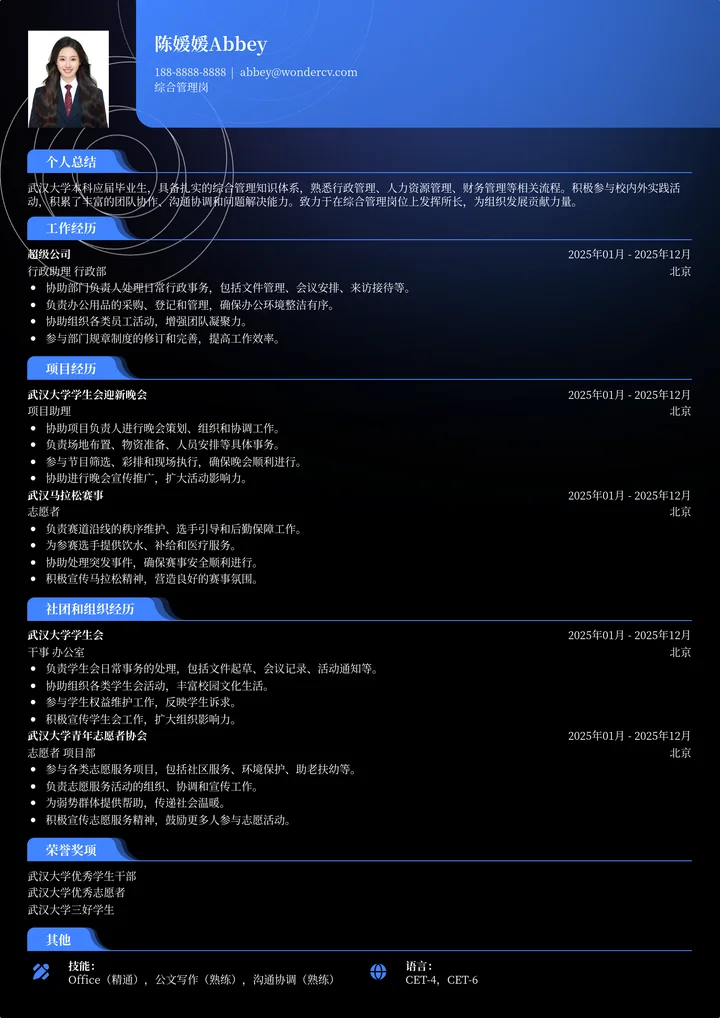 陈媛媛Abbey
188-8888-8888 | abbey@wondercv.com
综合管理岗
个人总结
武汉大学本科应届毕业生，具备扎实的综合管理知识体系，熟悉行政管理、人力资源管理、财务管理等相关流程。积极参与校内外实践活
动，积累了丰富的团队协作、沟通协调和问题解决能力。致力于在综合管理岗位上发挥所长，为组织发展贡献力量。
工作经历
超级公司 2025年01月 - 2025年12月
行政助理 行政部 北京
• 协助部门负责人处理日常行政事务，包括文件管理、会议安排、来访接待等。
• 负责办公用品的采购、登记和管理，确保办公环境整洁有序。
• 协助组织各类员工活动，增强团队凝聚力。
• 参与部门规章制度的修订和完善，提高工作效率。
项目经历
武汉大学学生会迎新晚会 2025年01月 - 2025年12月
项目助理 北京
• 协助项目负责人进行晚会策划、组织和协调工作。
• 负责场地布置、物资准备、人员安排等具体事务。
• 参与节目筛选、彩排和现场执行，确保晚会顺利进行。
• 协助进行晚会宣传推广，扩大活动影响力。
武汉马拉松赛事 2025年01月 - 2025年12月
志愿者 北京
• 负责赛道沿线的秩序维护、选手引导和后勤保障工作。
• 为参赛选手提供饮水、补给和医疗服务。
• 协助处理突发事件，确保赛事安全顺利进行。
• 积极宣传马拉松精神，营造良好的赛事氛围。
社团和组织经历
武汉大学学生会 2025年01月 - 2025年12月
干事 办公室 北京
• 负责学生会日常事务的处理，包括文件起草、会议记录、活动通知等。
• 协助组织各类学生会活动，丰富校园文化生活。
• 参与学生权益维护工作，反映学生诉求。
• 积极宣传学生会工作，扩大组织影响力。
武汉大学青年志愿者协会 2025年01月 - 2025年12月
志愿者 项目部 北京
• 参与各类志愿服务项目，包括社区服务、环境保护、助老扶幼等。
• 负责志愿服务活动的组织、协调和宣传工作。
• 为弱势群体提供帮助，传递社会温暖。
• 积极宣传志愿服务精神，鼓励更多人参与志愿活动。
荣誉奖项
武汉大学优秀学生干部
武汉大学优秀志愿者
武汉大学三好学生
其他
技能： 语言：
Office（精通），公文写作（熟练），沟通协调（熟练） CET-4，CET-6